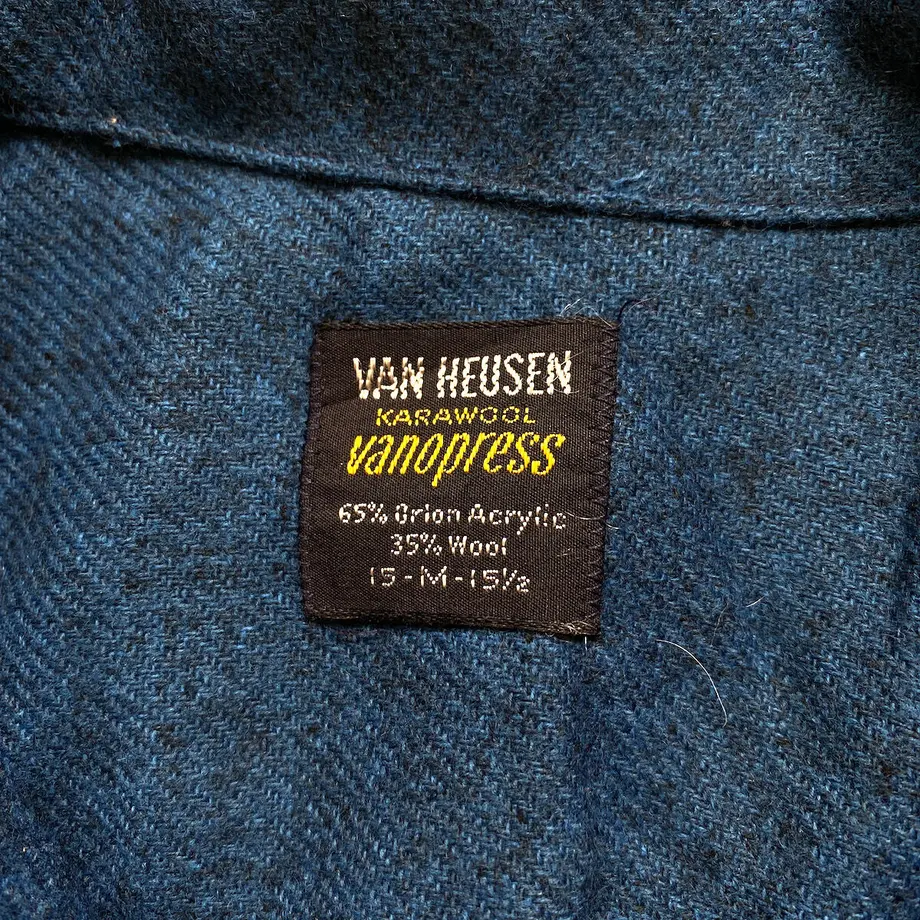 VAN HEUSEN
KARAWOOL
vanopress
65% Orlon Acrylic
35% Wool
15-M-15½